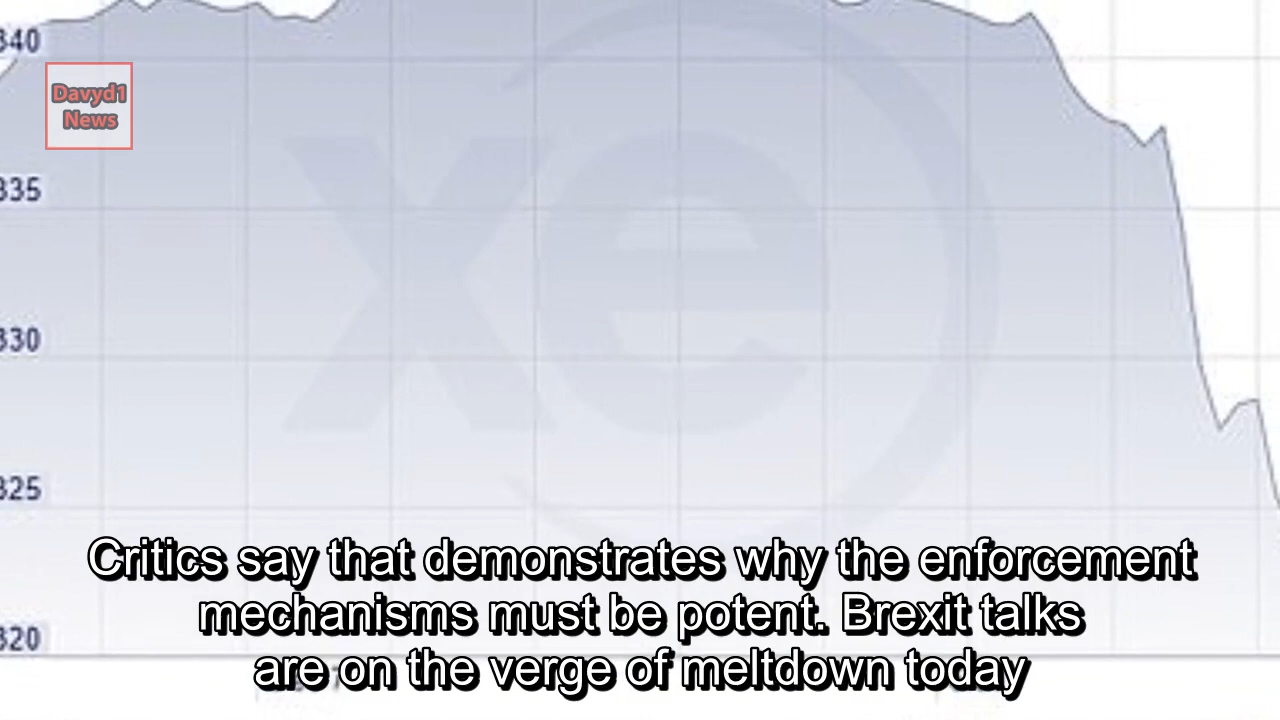 340
Davyd1
News
335
xe
330
325
Critics say that demonstrates why the enforcement
mechanisms must be potent. Brexit talks
320
are on the verge of meltdown today